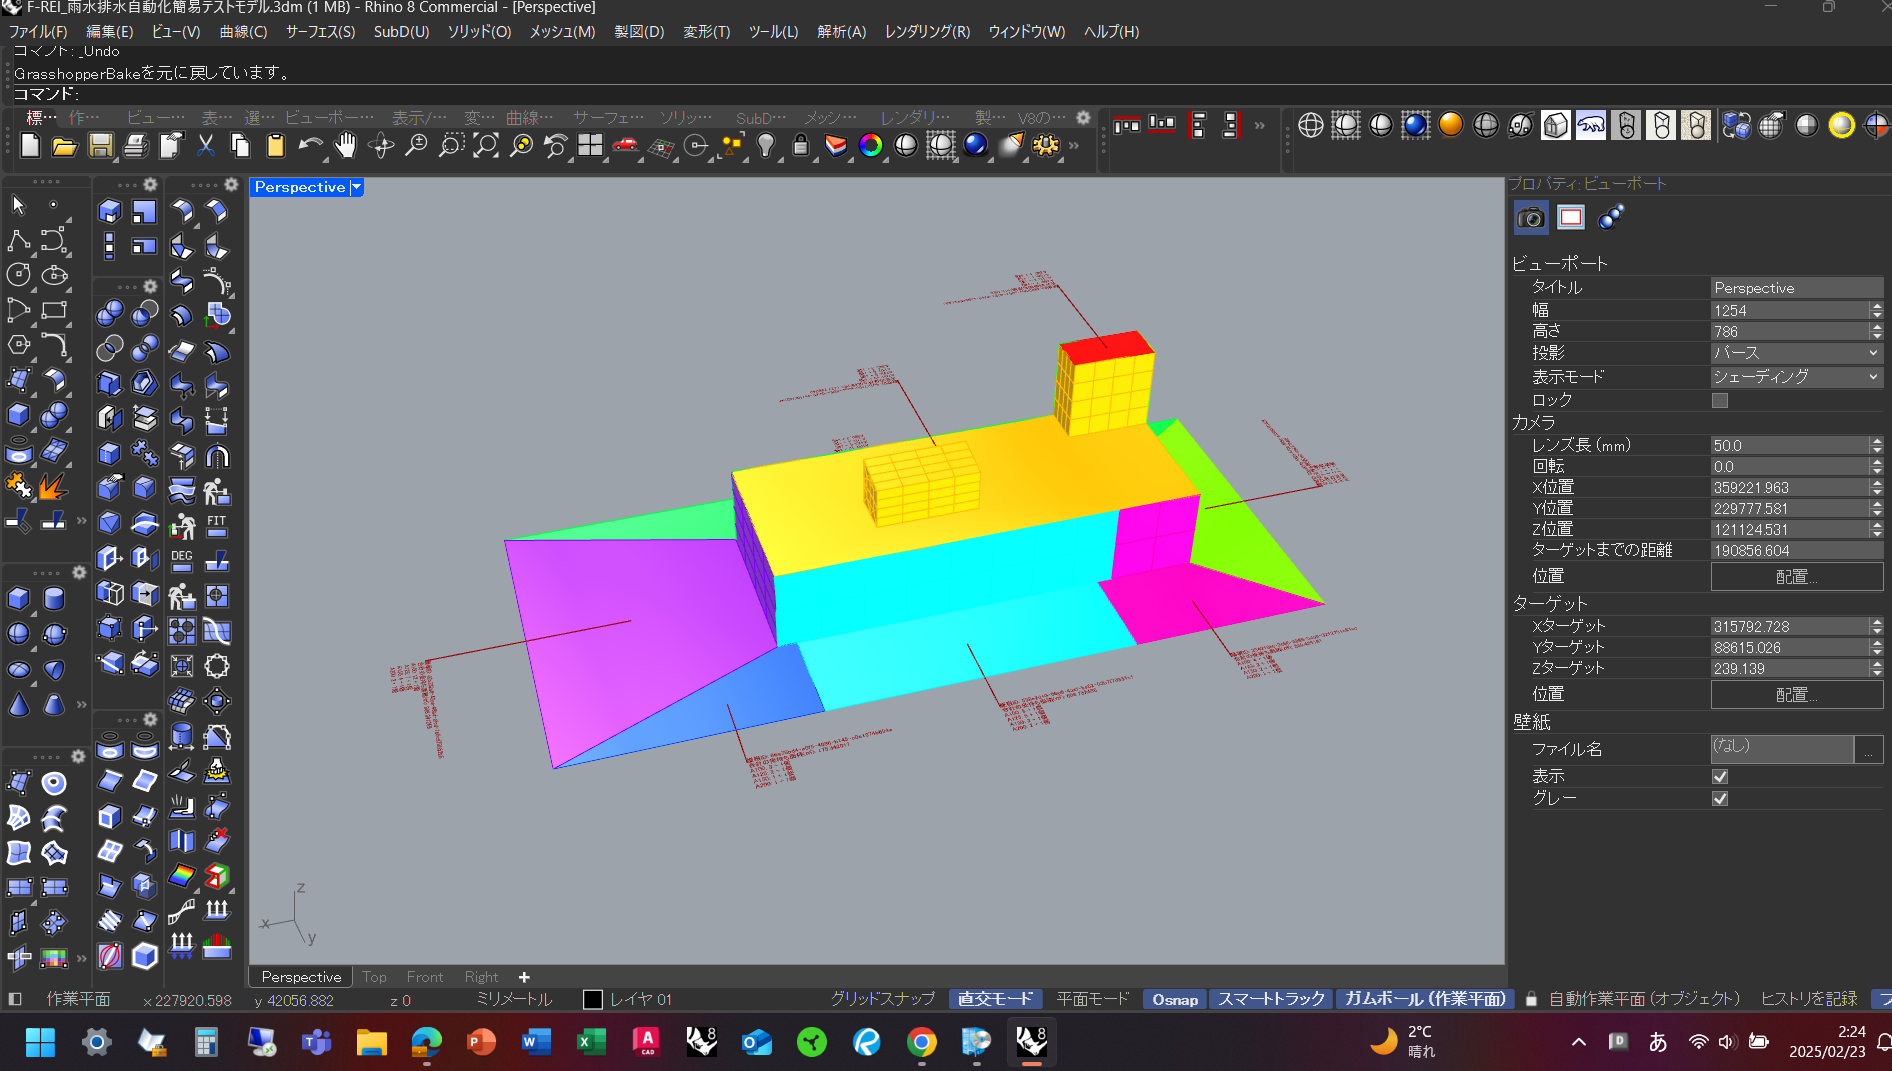 F-REI_雨水排水自動化簡易テストモデル.3dm (1 MB) - Rhino 8 Commercial - [Perspective]
ファイル(F) 編集(E) ビュー(V) 曲線(C) サーフェス(S) SubD(U) ソリッド(O) メッシュ(M) 製図(D) 変形(T) ツール(L) 解析(A) レンダリング(R) ウィンドウ(W) ヘルプ(H)
コマンド: _Undo
GrasshopperBakeを元に戻しています。
コマンド:
標… 作… ビュー… 表… 選… ビューポー… 表示/… 変… 曲線… サーフェ… ソリッ… SubD… メッシ… レンダリ… 製… V8の…
Perspective
プロパティ: ビューポート
ビューポート
タイトル Perspective
幅 1254
高さ 786
投影 パース
表示モード シェーディング
ロック
カメラ
レンズ長 (mm) 50.0
回転 0.0
X位置 359221.963
Y位置 229777.581
Z位置 121124.531
ターゲットまでの距離 190856.604
位置 配置...
ターゲット
Xターゲット 315792.728
Yターゲット 88615.026
Zターゲット 239.139
位置 配置...
壁紙
ファイル名 (なし) ...
表示
グレー
FIT
DEG
z
x
y
Perspective Top Front Right
作業平面 x 227920.598 y 42056.882 z 0 ミリメートル レイヤ 01 グリッドスナップ 直交モード 平面モード Osnap スマートトラック ガムボール (作業平面) 自動作業平面 (オブジェクト) ヒストリを記録 フ
2°C
晴れ
あ
2:24
2025/02/23